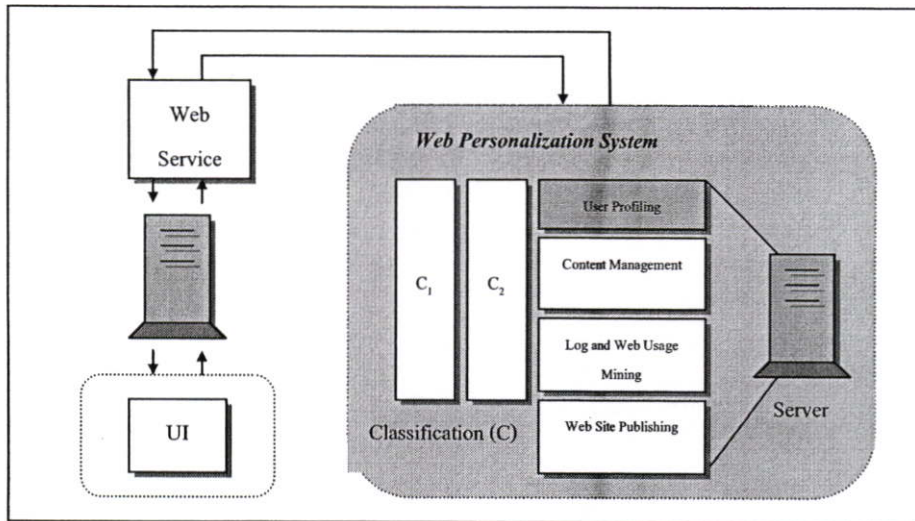 Web
Service
UI
Web Personalization System
C1
C2
User Profiling
Content Management
Log and Web Usage
Mining
Web Site Publishing
Classification (C)
Server